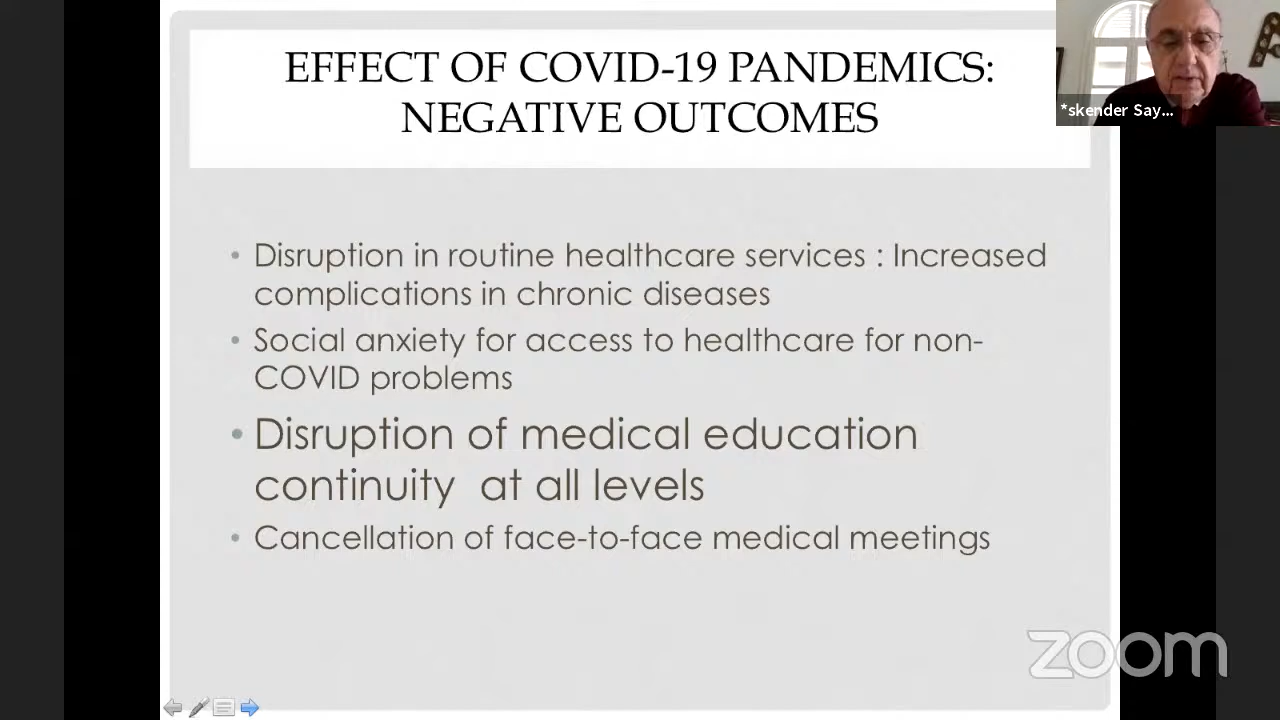 EFFECT OF COVID-19 PANDEMICS:
NEGATIVE OUTCOMES
*skender Say...
• Disruption in routine healthcare services : Increased
complications in chronic diseases
• Social anxiety for access to healthcare for non-
COVID problems
• Disruption of medical education
continuity at all levels
• Cancellation of face-to-face medical meetings
zoom